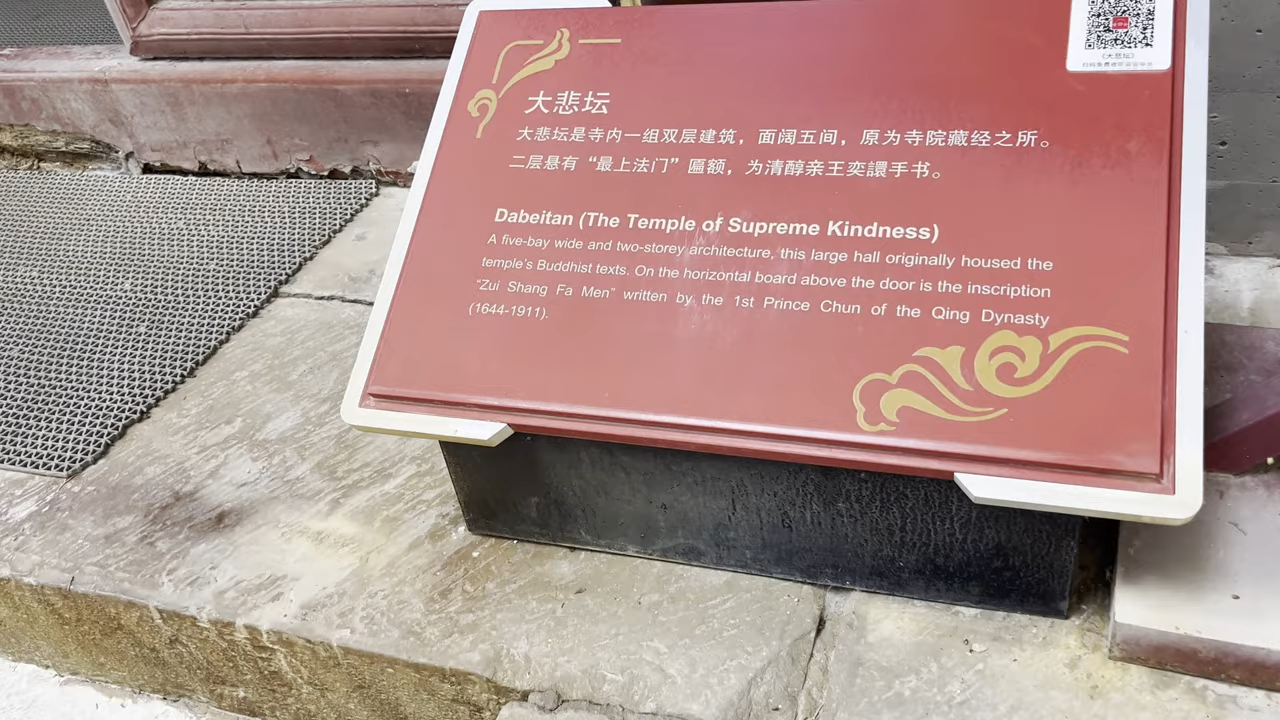 《大悲坛》
大悲坛
大悲坛是寺内一组双层建筑，面阔五间，原为寺院藏经之所。
二层悬有“最上法门”匾额，为清醇亲王奕譞手书。
Dabeitan (The Temple of Supreme Kindness)
A five-bay wide and two-storey architecture, this large hall originally housed the
temple's Buddhist texts. On the horizontal board above the door is the inscription
"Zui Shang Fa Men" written by the 1st Prince Chun of the Qing Dynasty
(1644-1911).